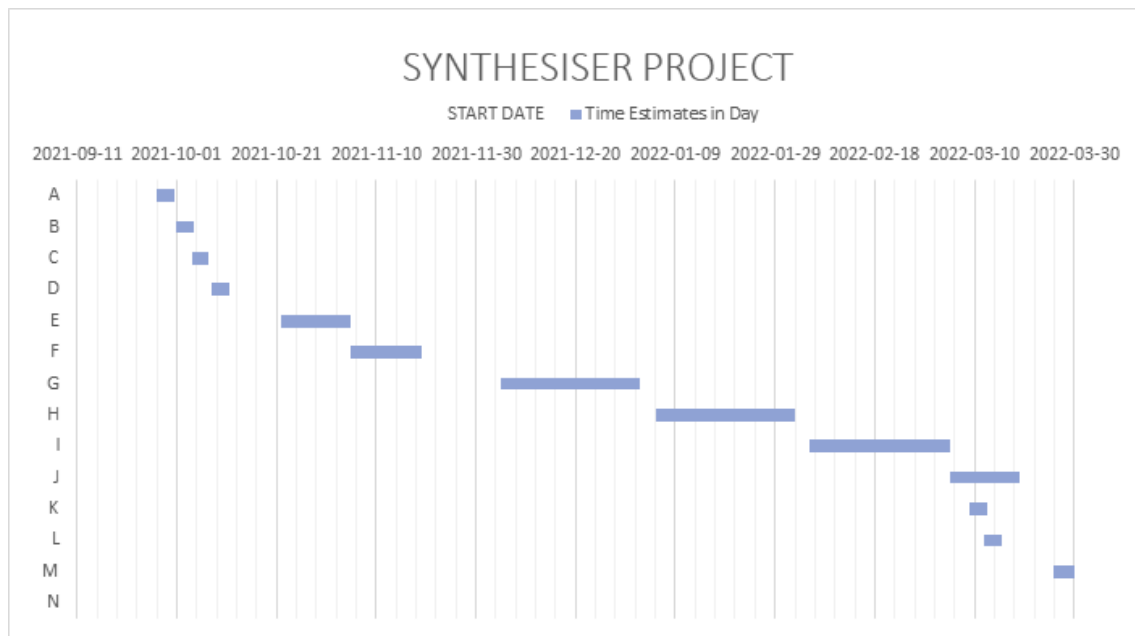 SYNTHESISER PROJECT
START DATE Time Estimates in Day
2021-09-11 2021-10-01 2021-10-21 2021-11-10 2021-11-30 2021-12-20 2022-01-09 2022-01-29 2022-02-18 2022-03-10 2022-03-30
A
B
C
D
E
F
G
H
I
J
K
L
M
N